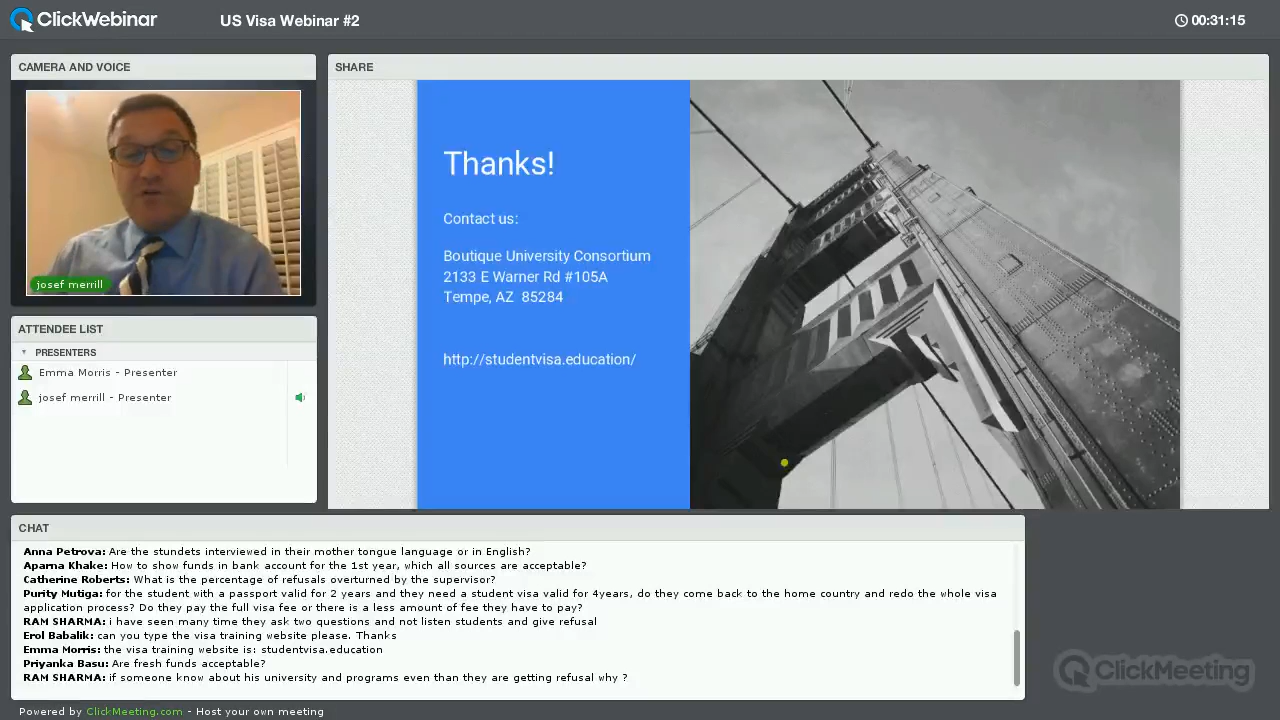 ClickWebinar
US Visa Webinar #2
00:31:15
CAMERA AND VOICE
SHARE
josef merrill
Thanks!
Contact us:
Boutique University Consortium
2133 E Warner Rd #105A
Tempe, AZ  85284
http://studentvisa.education/
ATTENDEE LIST
PRESENTERS
Emma Morris - Presenter
josef merrill - Presenter
CHAT
Anna Petrova: Are the stundets interviewed in their mother tongue language or in English?
Aparna Khake: How to show funds in bank account for the 1st year, which all sources are acceptable?
Catherine Roberts: What is the percentage of refusals overturned by the supervisor?
Purity Mutiga: for the student with a passport valid for 2 years and they need a student visa valid for 4years, do they come back to the home country and redo the whole visa
application process? Do they pay the full visa fee or there is a less amount of fee they have to pay?
RAM SHARMA: i have seen many time they ask two questions and not listen students and give refusal
Erol Babalik: can you type the visa training website please. Thanks
Emma Morris: the visa training website is: studentvisa.education
Priyanka Basu: Are fresh funds acceptable?
RAM SHARMA: if someone know about his university and programs even than they are getting refusal why ?
ClickMeeting
Powered by ClickMeeting.com - Host your own meeting